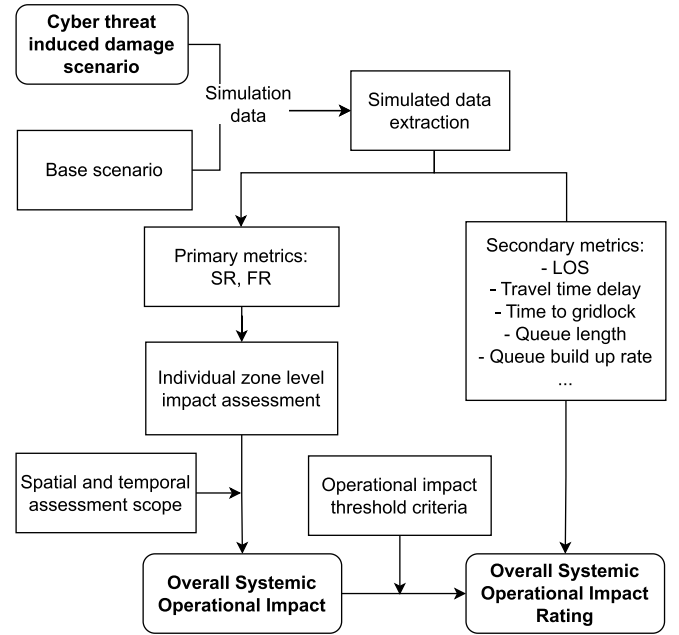 Cyber threat
induced damage
scenario
Simulation
data
Simulated data
extraction
Base scenario
Primary metrics:
SR, FR
Secondary metrics:
- LOS
- Travel time delay
- Time to gridlock
- Queue length
- Queue build up rate
...
Individual zone level
impact assessment
Spatial and temporal
assessment scope
Operational impact
threshold criteria
Overall Systemic
Operational Impact
Overall Systemic
Operational Impact
Rating